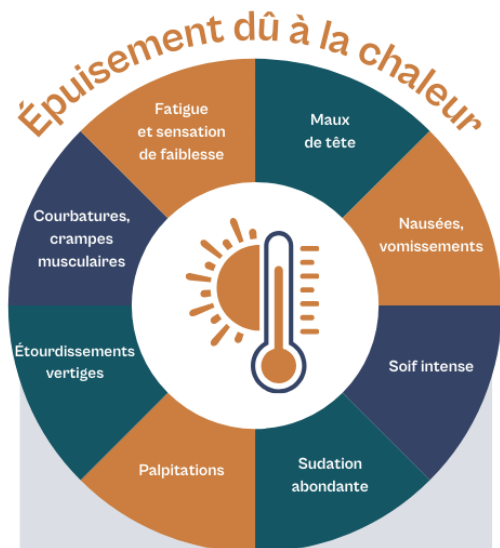 Épuisement dû à la chaleur
Fatigue
et sensation
de faiblesse
Maux
de tête
Nausées,
vomissements
Soif intense
Sudation
abondante
Palpitations
Étourdissements
vertiges
Courbatures,
crampes
musculaires